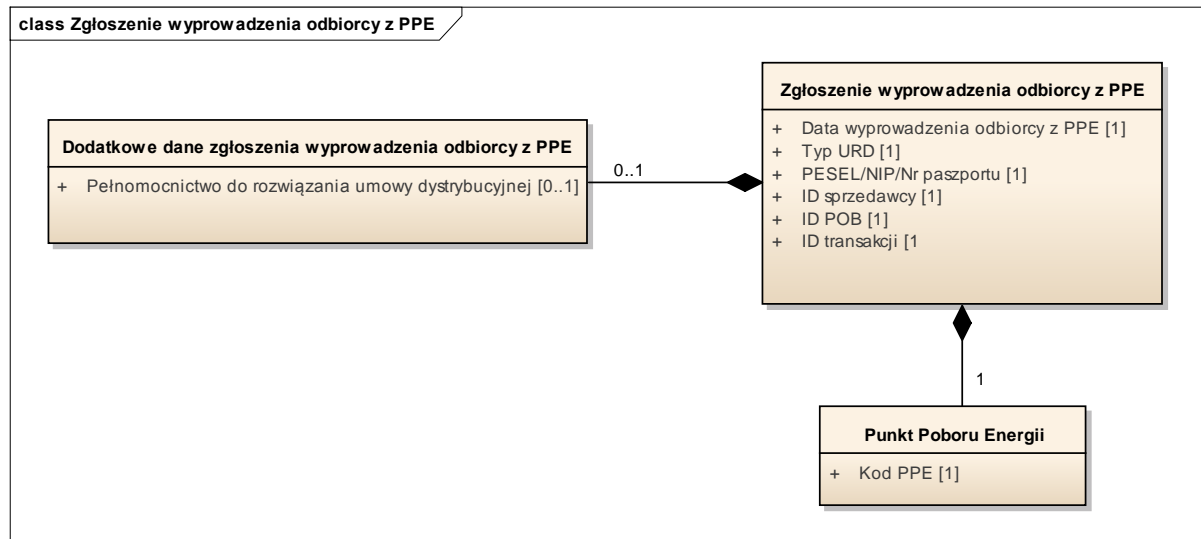 class Zgłoszenie wyprowadzenia odbiorcy z PPE
Dodatkowe dane zgłoszenia wyprowadzenia odbiorcy z PPE
+ Pełnomocnictwo do rozwiązania umowy dystrybucyjnej [0..1]
0..1
Zgłoszenie wyprowadzenia odbiorcy z PPE
+ Data wyprowadzenia odbiorcy z PPE [1]
+ Typ URD [1]
+ PESEL/NIP/Nr paszportu [1]
+ ID sprzedawcy [1]
+ ID POB [1]
+ ID transakcji [1
1
Punkt Poboru Energii
+ Kod PPE [1]